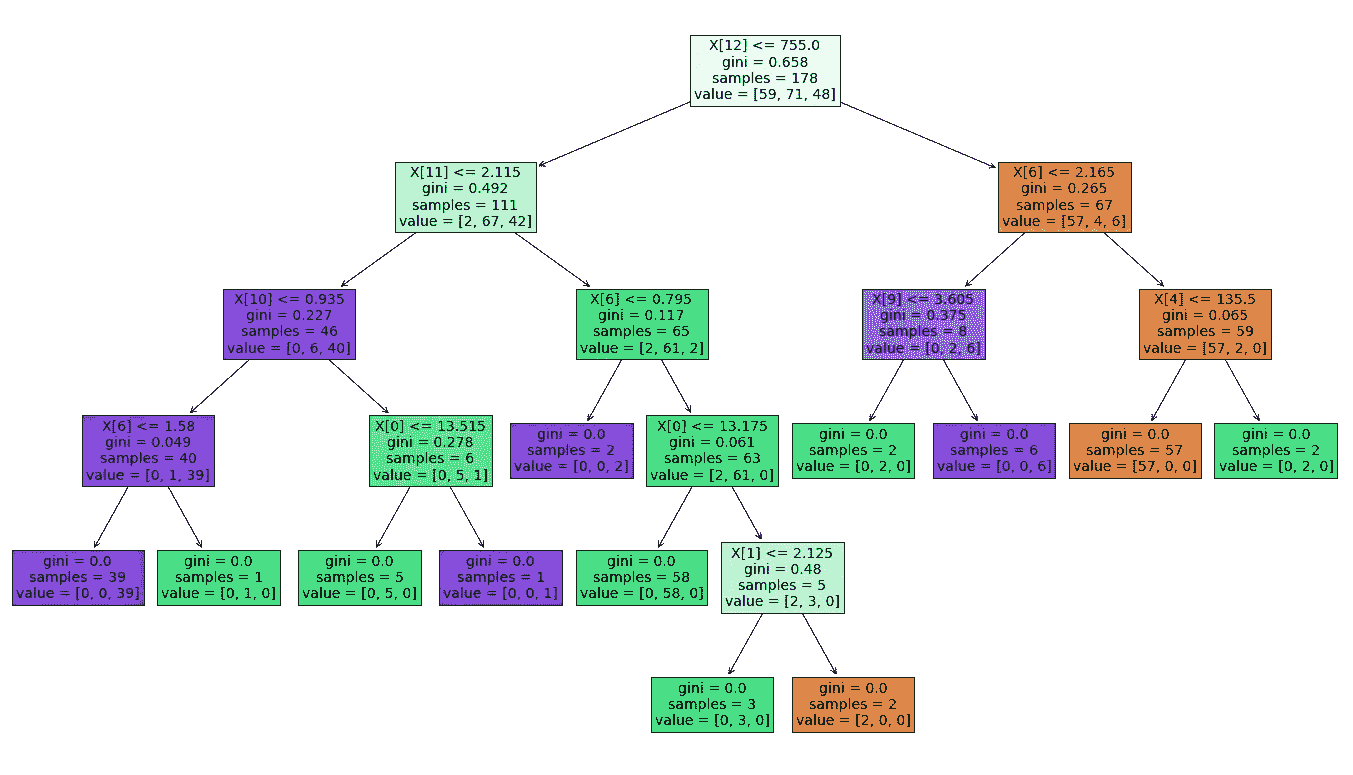 X[12] <= 755.0
gini = 0.658
samples = 178
value = [59, 71, 48]
X[11] <= 2.115
gini = 0.492
samples = 111
value = [2, 67, 42]
X[6] <= 2.165
gini = 0.265
samples = 67
value = [57, 4, 6]
X[10] <= 0.935
gini = 0.227
samples = 46
value = [0, 6, 40]
X[6] <= 0.795
gini = 0.117
samples = 65
value = [2, 61, 2]
X[9] <= 3.605
gini = 0.375
samples = 8
value = [0, 2, 6]
X[4] <= 135.5
gini = 0.065
samples = 59
value = [57, 2, 0]
X[6] <= 1.58
gini = 0.049
samples = 40
value = [0, 1, 39]
X[0] <= 13.515
gini = 0.278
samples = 6
value = [0, 5, 1]
gini = 0.0
samples = 2
value = [0, 0, 2]
X[0] <= 13.175
gini = 0.061
samples = 63
value = [2, 61, 0]
gini = 0.0
samples = 2
value = [0, 2, 0]
gini = 0.0
samples = 6
value = [0, 0, 6]
gini = 0.0
samples = 57
value = [57, 0, 0]
gini = 0.0
samples = 2
value = [0, 2, 0]
gini = 0.0
samples = 39
value = [0, 0, 39]
gini = 0.0
samples = 1
value = [0, 1, 0]
gini = 0.0
samples = 5
value = [0, 5, 0]
gini = 0.0
samples = 1
value = [0, 0, 1]
gini = 0.0
samples = 58
value = [0, 58, 0]
X[1] <= 2.125
gini = 0.48
samples = 5
value = [2, 3, 0]
gini = 0.0
samples = 3
value = [0, 3, 0]
gini = 0.0
samples = 2
value = [2, 0, 0]